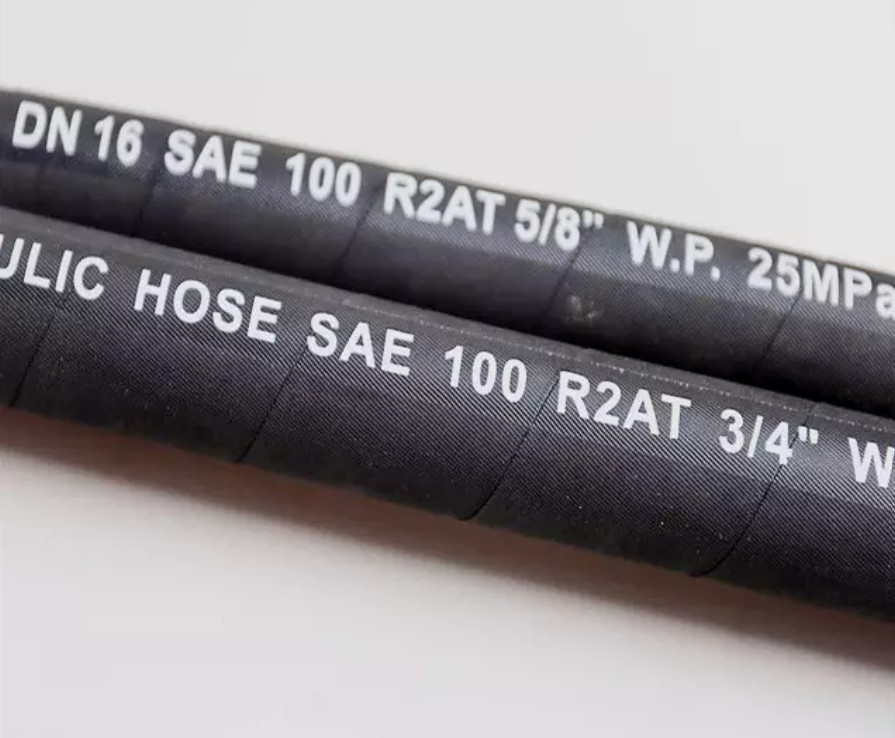 DN 16 SAE 100 R2AT 5/8" W.P. 25MPa
ULIC HOSE SAE 100 R2AT 3/4" W